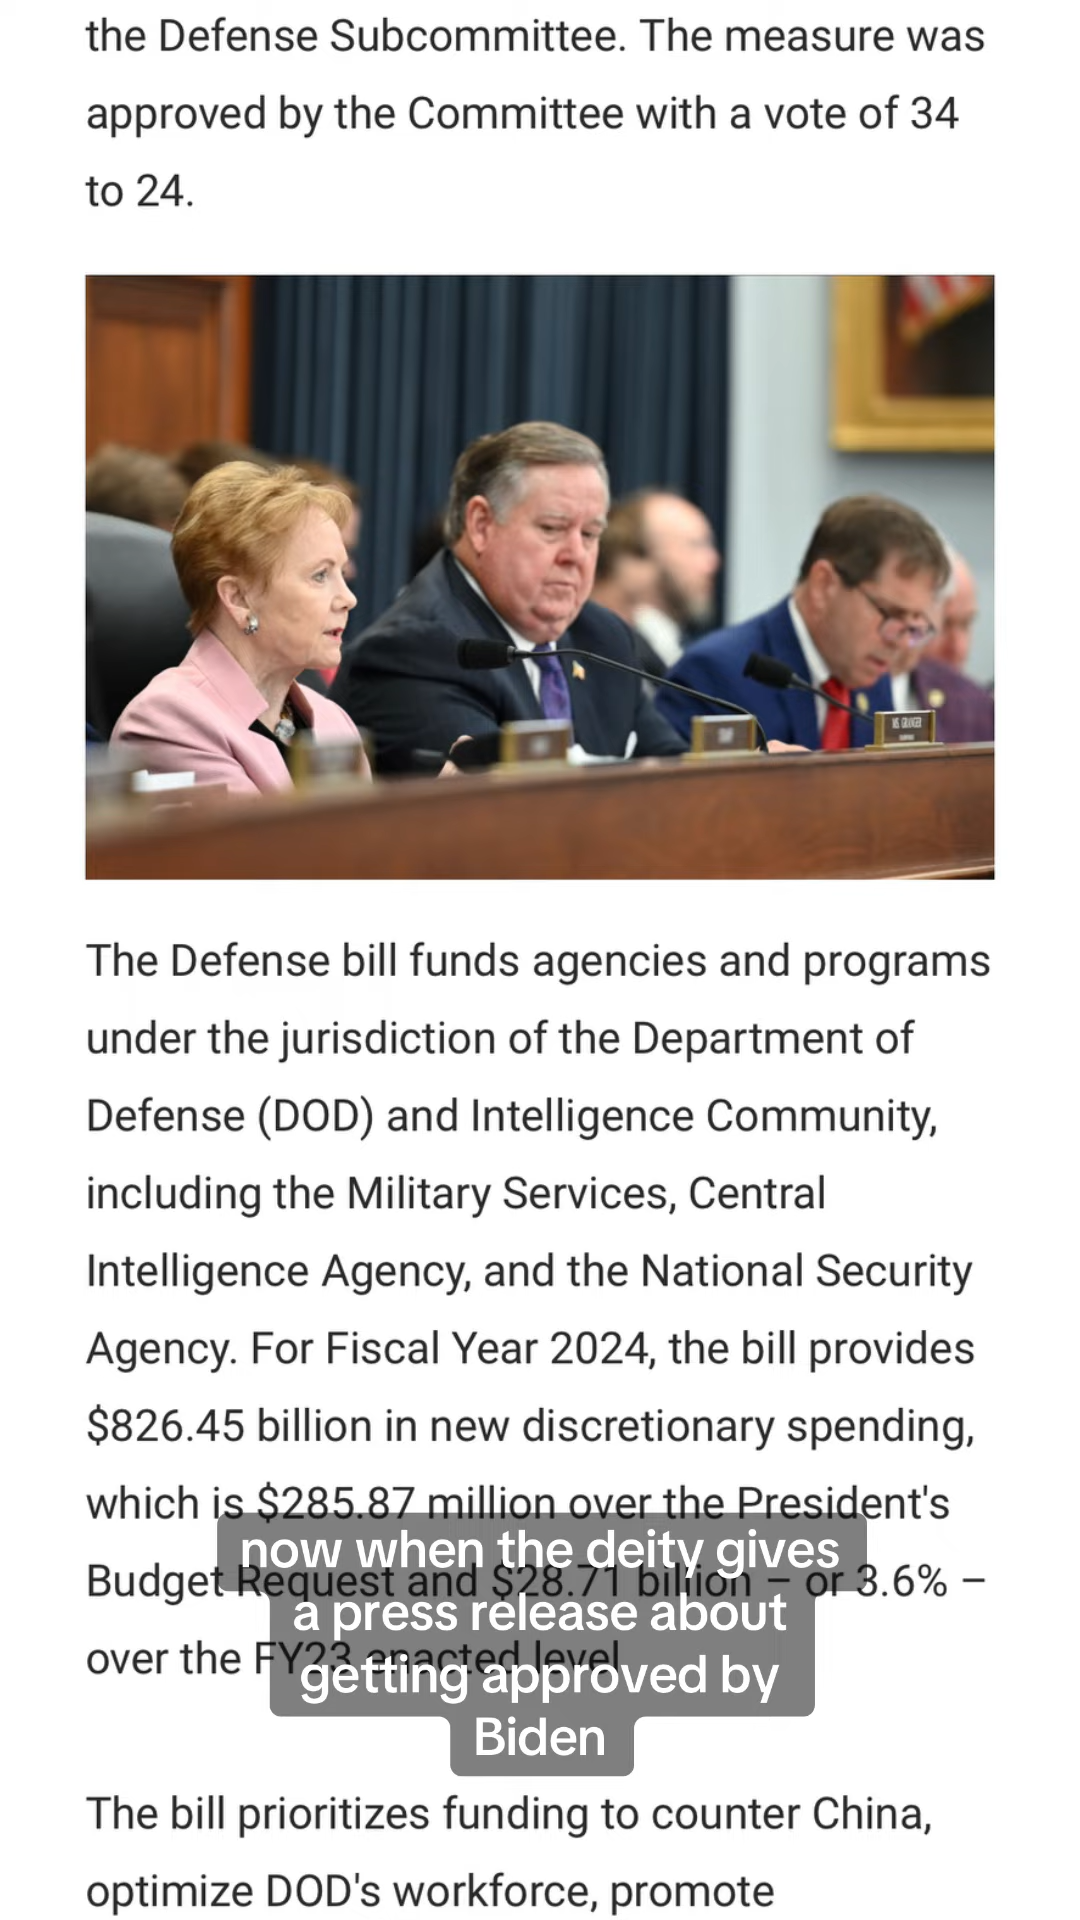 the Defense Subcommittee. The measure was
approved by the Committee with a vote of 34
to 24.
MS. GRANGER
The Defense bill funds agencies and programs
under the jurisdiction of the Department of
Defense (DOD) and Intelligence Community,
including the Military Services, Central
Intelligence Agency, and the National Security
Agency. For Fiscal Year 2024, the bill provides
$826.45 billion in new discretionary spending,
which is $285.87 million over the President's
Budget Request and $28.71 billion – or 3.6% –
over the FY23 enacted level
now when the deity gives
a press release about
getting approved by
Biden
The bill prioritizes funding to counter China,
optimize DOD's workforce, promote